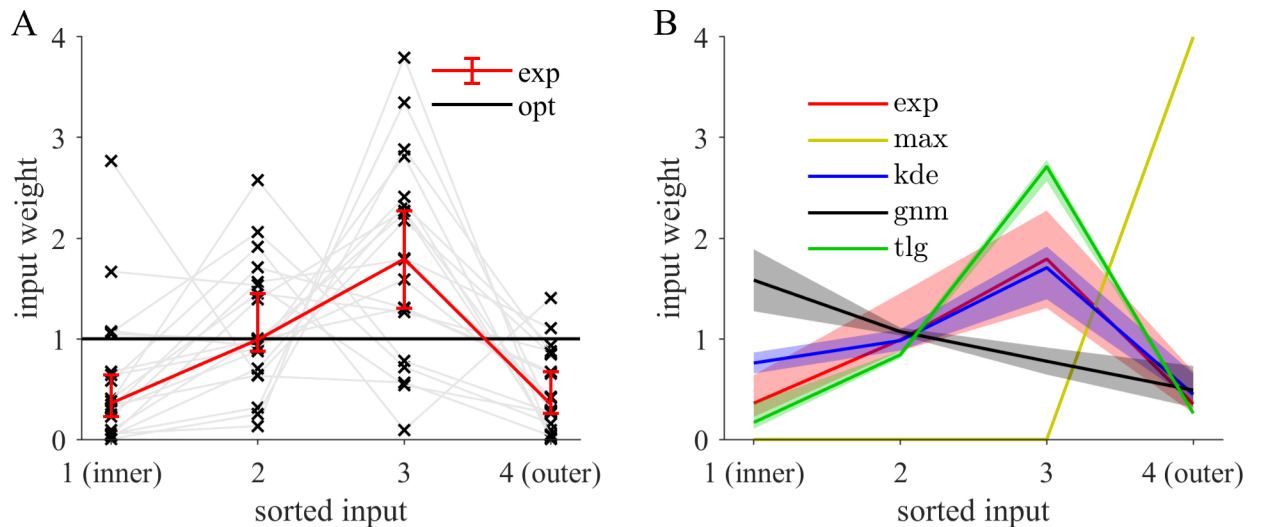 A
4
3
2
1
0
input weight
exp
opt
1 (inner)
2
3
4 (outer)
sorted input
B
4
3
2
1
0
input weight
exp
max
kde
gnm
tlg
1 (inner)
2
3
4 (outer)
sorted input